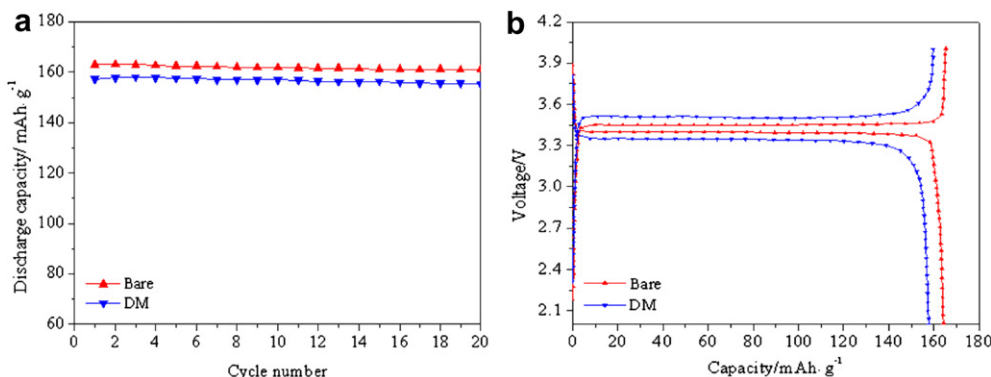 a
Discharge capacity/ mAh·g⁻¹
180
160
140
120
100
80
60
Bare
DM
0 2 4 6 8 10 12 14 16 18 20
Cycle number
b
Voltage/V
4.2
3.9
3.6
3.3
3.0
2.7
2.4
2.1
Bare
DM
0 20 40 60 80 100 120 140 160 180
Capacity/mAh·g⁻¹